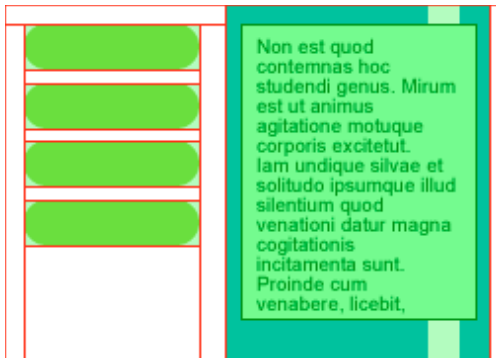 Non est quod
contemnas hoc
studendi genus. Mirum
est ut animus
agitatione motuque
corporis excitetut.
Iam undique silvae et
solitudo ipsumque illud
silentium quod
venationi datur magna
cogitationis
incitamenta sunt.
Proinde cum
venabere, licebit,